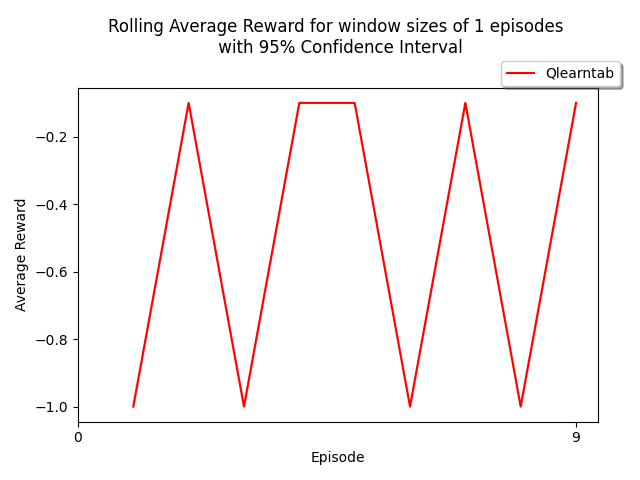 Rolling Average Reward for window sizes of 1 episodes
with 95% Confidence Interval
Qlearntab
−0.2
−0.4
−0.6
−0.8
−1.0
Average Reward
0
9
Episode